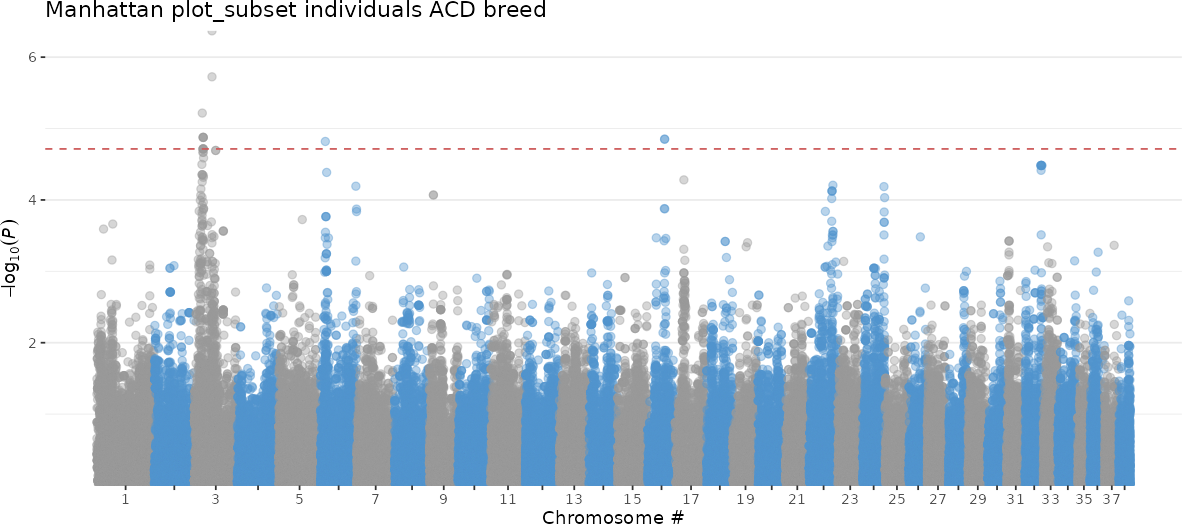 Manhattan plot_subset individuals ACD breed
6
4
2
−log10(P)
1 3 5 7 9 11 13 15 17 19 21 23 25 27 29 31 33 35 37
Chromosome #